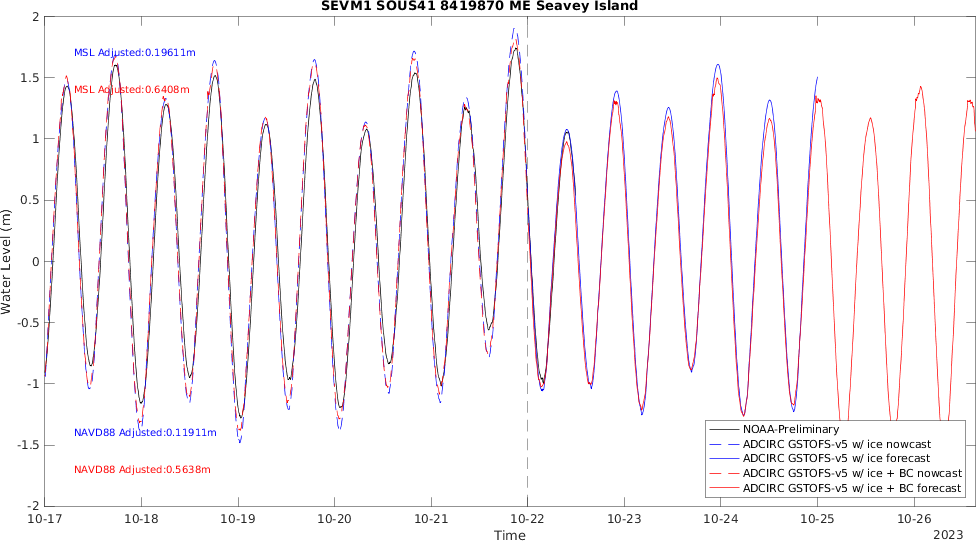 SEVM1 SOUS41 8419870 ME Seavey Island
2
1.5
1
0.5
0
-0.5
-1
-1.5
-2
Water Level (m)
MSL Adjusted:0.19611m
MSL Adjusted:0.6408m
NAVD88 Adjusted:0.11911m
NAVD88 Adjusted:0.5638m
NOAA-Preliminary
ADCIRC GSTOFS-v5 w/ ice nowcast
ADCIRC GSTOFS-v5 w/ ice forecast
ADCIRC GSTOFS-v5 w/ ice + BC nowcast
ADCIRC GSTOFS-v5 w/ ice + BC forecast
10-17 10-18 10-19 10-20 10-21 10-22 10-23 10-24 10-25 10-26
Time
2023